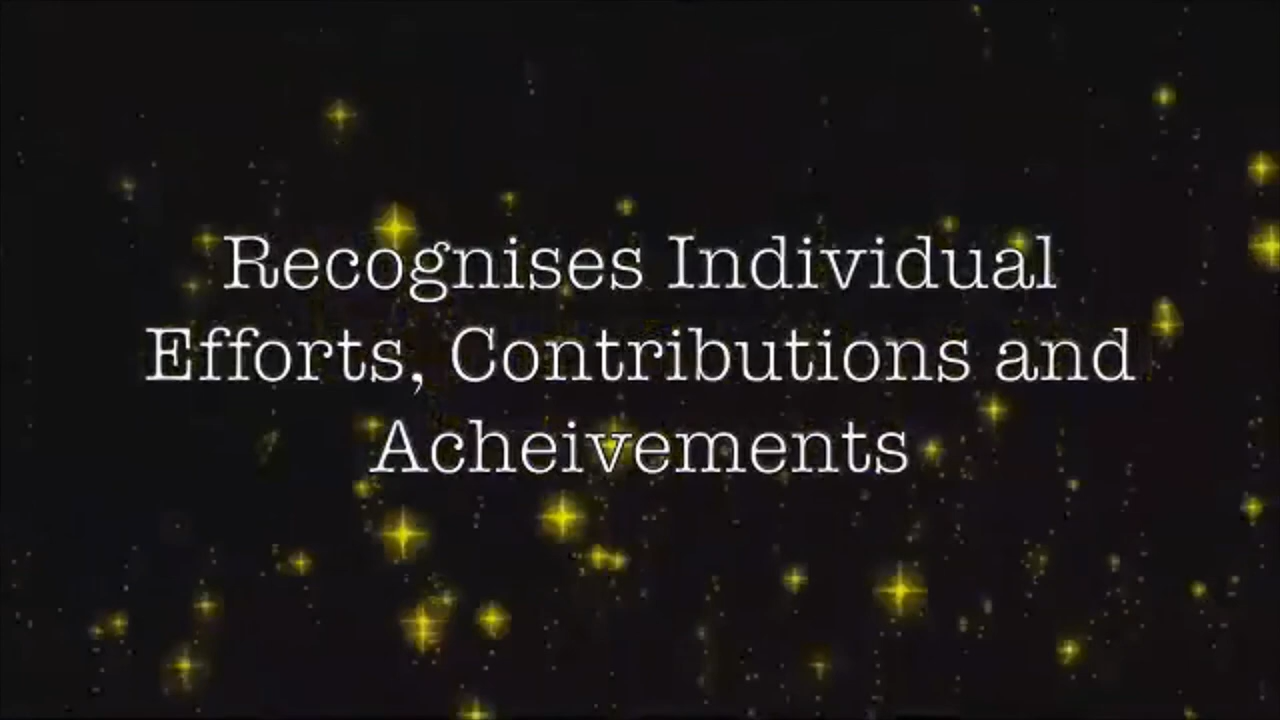 Recognises Individual
Efforts, Contributions and
Acheivements